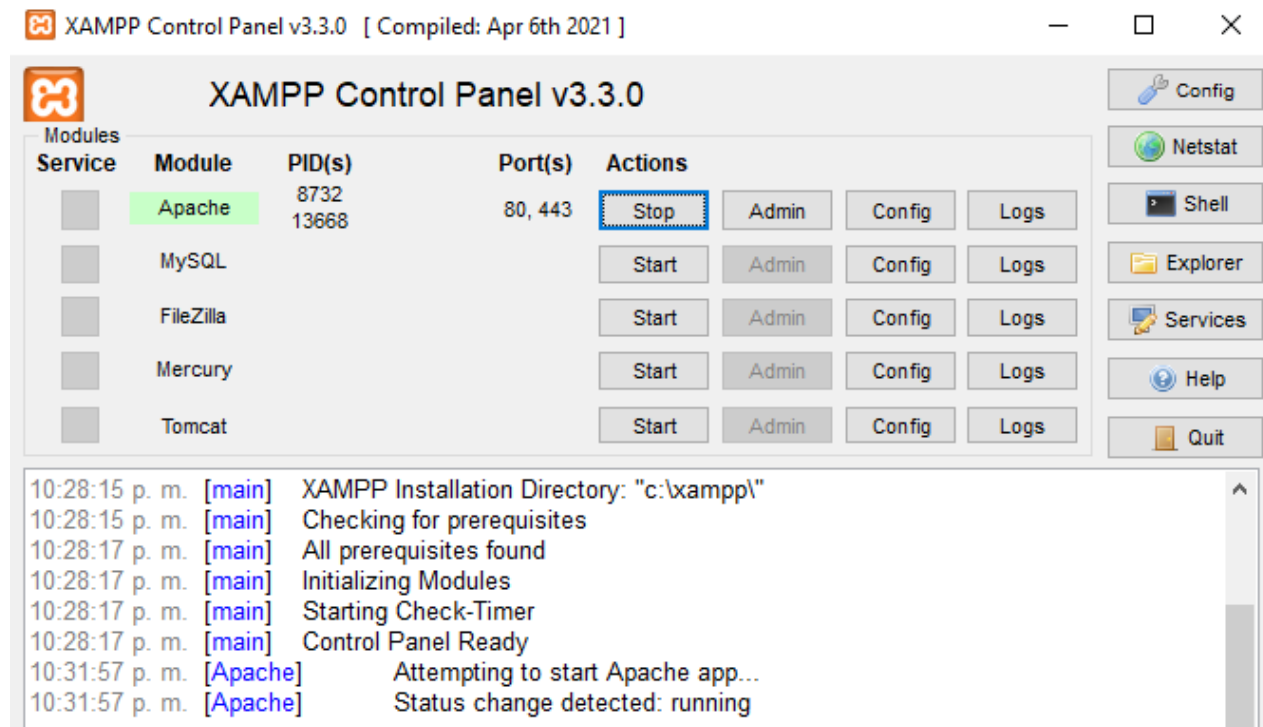 XAMPP Control Panel v3.3.0 [ Compiled: Apr 6th 2021 ]
XAMPP Control Panel v3.3.0
Config
Modules
Service Module PID(s) Port(s) Actions
Netstat
Apache 8732 13668 80, 443 Stop Admin Config Logs
Shell
MySQL Start Admin Config Logs
Explorer
FileZilla Start Admin Config Logs
Services
Mercury Start Admin Config Logs
Help
Tomcat Start Admin Config Logs
Quit
10:28:15 p. m. [main] XAMPP Installation Directory: "c:\xampp\"
10:28:15 p. m. [main] Checking for prerequisites
10:28:17 p. m. [main] All prerequisites found
10:28:17 p. m. [main] Initializing Modules
10:28:17 p. m. [main] Starting Check-Timer
10:28:17 p. m. [main] Control Panel Ready
10:31:57 p. m. [Apache] Attempting to start Apache app...
10:31:57 p. m. [Apache] Status change detected: running